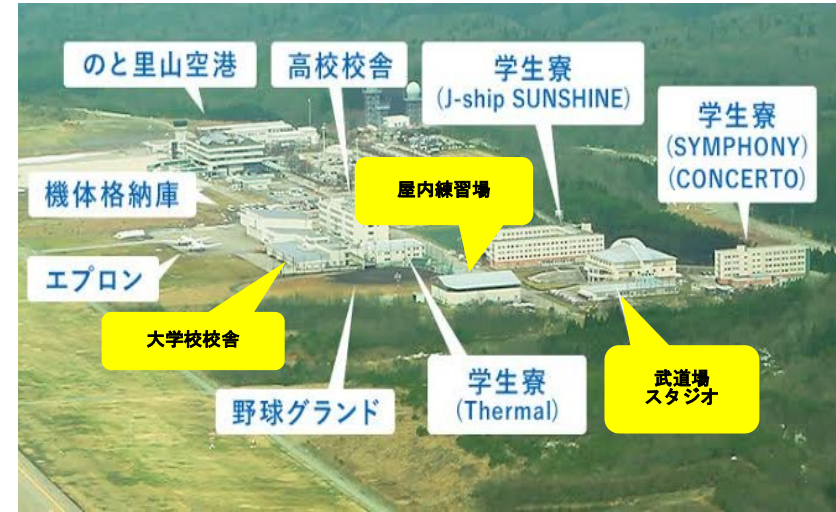 のと里山空港
高校校舎
学生寮
(J-ship SUNSHINE)
学生寮
(SYMPHONY)
(CONCERTO)
機体格納庫
屋内練習場
エプロン
大学校校舎
野球グランド
学生寮
(Thermal)
武道場
スタジオ